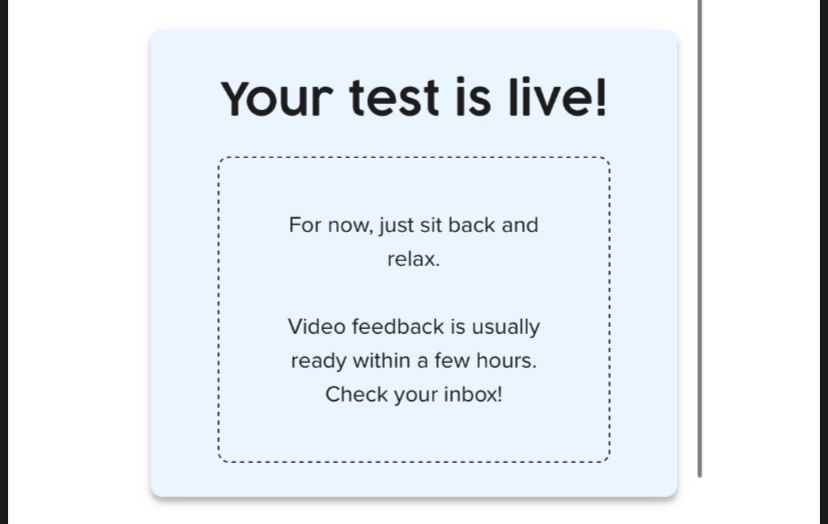 Your test is live!
For now, just sit back and
relax.
Video feedback is usually
ready within a few hours.
Check your inbox!